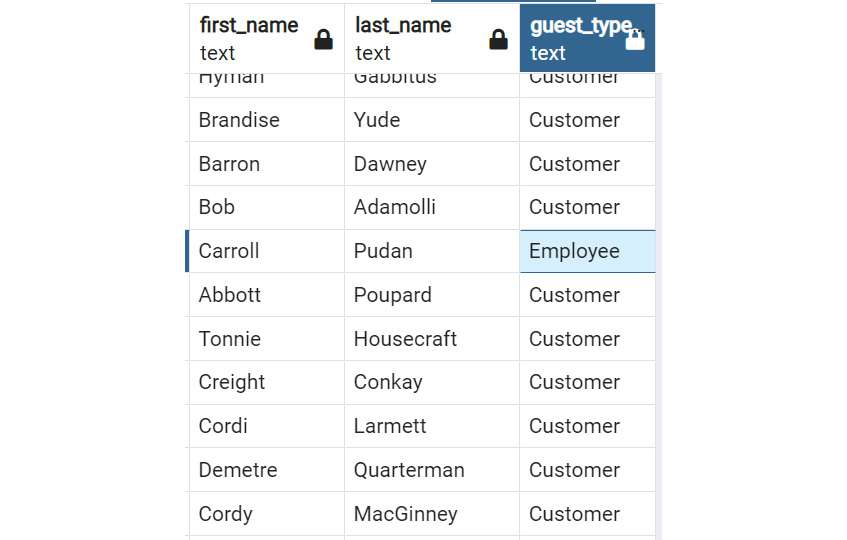 first_name last_name guest_type
text text text
Hyman Gabbitus Customer
Brandise Yude Customer
Barron Dawney Customer
Bob Adamolli Customer
Carroll Pudan Employee
Abbott Poupard Customer
Tonnie Housecraft Customer
Creight Conkay Customer
Cordi Larmett Customer
Demetre Quarterman Customer
Cordy MacGinney Customer